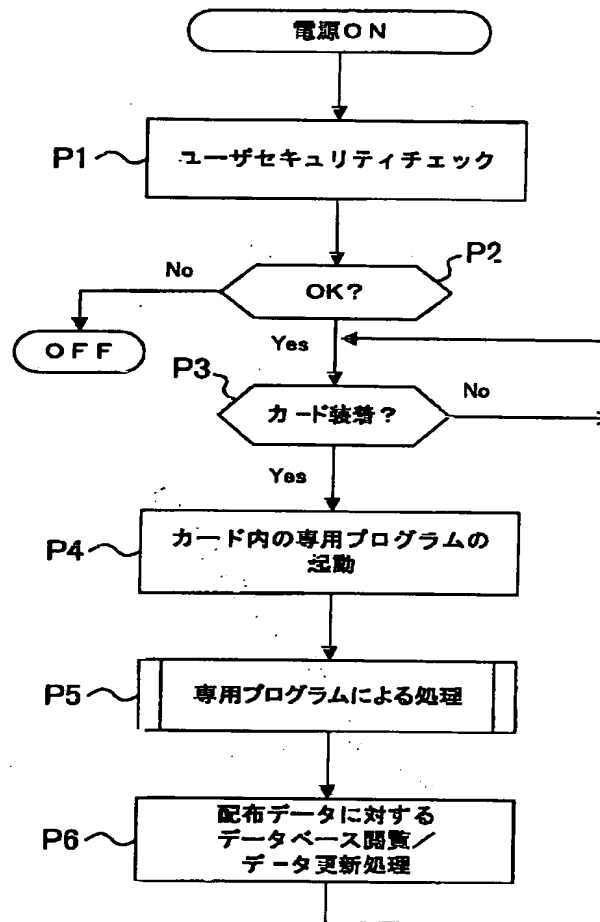 電源ON
P1
ユーザセキュリティチェック
P2
No
OK?
OFF
Yes
P3
No
カード装着?
Yes
P4
カード内の専用プログラムの
起動
P5
専用プログラムによる処理
P6
配布データに対する
データベース閲覧/
データ更新処理